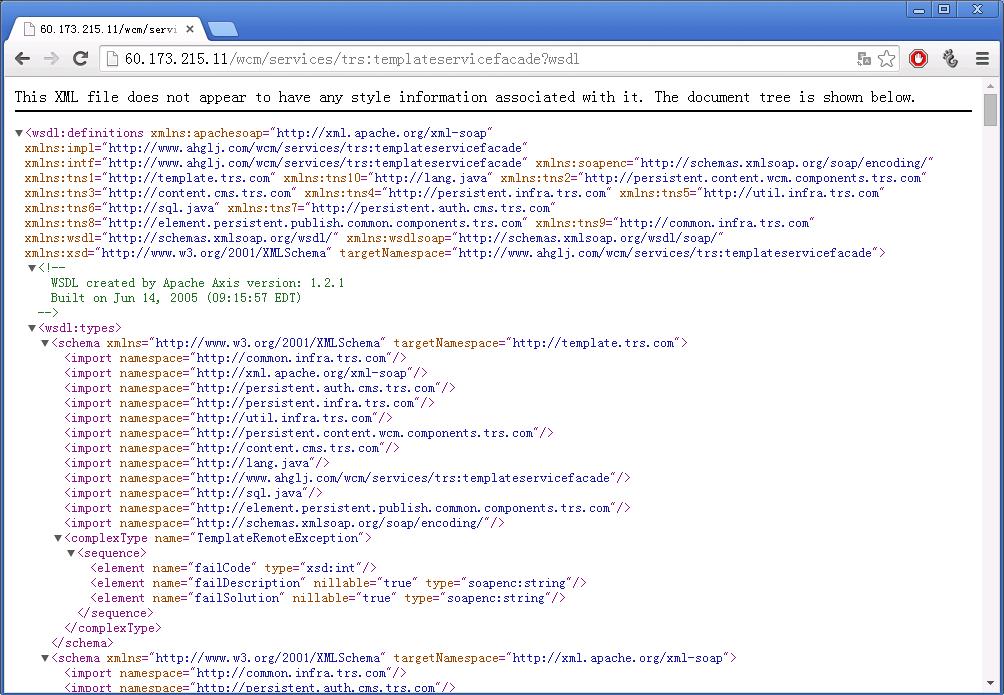 60.173.215.11/wcm/servi
60.173.215.11/wcm/services/trs:templateservicefacade?wsdl
This XML file does not appear to have any style information associated with it. The document tree is shown below.
▼<wsdl:definitions xmlns:apachesoap="http://xml.apache.org/xml-soap"
xmlns:impl="http://www.ahglj.com/wcm/services/trs:templateservicefacade"
xmlns:intf="http://www.ahglj.com/wcm/services/trs:templateservicefacade" xmlns:soapenc="http://schemas.xmlsoap.org/soap/encoding/"
xmlns:tns1="http://template.trs.com" xmlns:tns10="http://lang.java" xmlns:tns2="http://persistent.content.wcm.components.trs.com"
xmlns:tns3="http://content.cms.trs.com" xmlns:tns4="http://persistent.infra.trs.com" xmlns:tns5="http://util.infra.trs.com"
xmlns:tns6="http://sql.java" xmlns:tns7="http://persistent.auth.cms.trs.com"
xmlns:tns8="http://element.persistent.publish.common.components.trs.com" xmlns:tns9="http://common.infra.trs.com"
xmlns:wsdl="http://schemas.xmlsoap.org/wsdl/" xmlns:wsdlsoap="http://schemas.xmlsoap.org/wsdl/soap/"
xmlns:xsd="http://www.w3.org/2001/XMLSchema" targetNamespace="http://www.ahglj.com/wcm/services/trs:templateservicefacade">
▼<!--
WSDL created by Apache Axis version: 1.2.1
Built on Jun 14, 2005 (09:15:57 EDT)
-->
▼<wsdl:types>
▼<schema xmlns="http://www.w3.org/2001/XMLSchema" targetNamespace="http://template.trs.com">
<import namespace="http://common.infra.trs.com"/>
<import namespace="http://xml.apache.org/xml-soap"/>
<import namespace="http://persistent.auth.cms.trs.com"/>
<import namespace="http://persistent.infra.trs.com"/>
<import namespace="http://util.infra.trs.com"/>
<import namespace="http://persistent.content.wcm.components.trs.com"/>
<import namespace="http://content.cms.trs.com"/>
<import namespace="http://lang.java"/>
<import namespace="http://www.ahglj.com/wcm/services/trs:templateservicefacade"/>
<import namespace="http://sql.java"/>
<import namespace="http://element.persistent.publish.common.components.trs.com"/>
<import namespace="http://schemas.xmlsoap.org/soap/encoding/"/>
▼<complexType name="TemplateRemoteException">
▼<sequence>
<element name="failCode" type="xsd:int"/>
<element name="failDescription" nillable="true" type="soapenc:string"/>
<element name="failSolution" nillable="true" type="soapenc:string"/>
</sequence>
</complexType>
</schema>
▼<schema xmlns="http://www.w3.org/2001/XMLSchema" targetNamespace="http://xml.apache.org/xml-soap">
<import namespace="http://common.infra.trs.com"/>
<import namespace="http://persistent.auth.cms.trs.com"/>